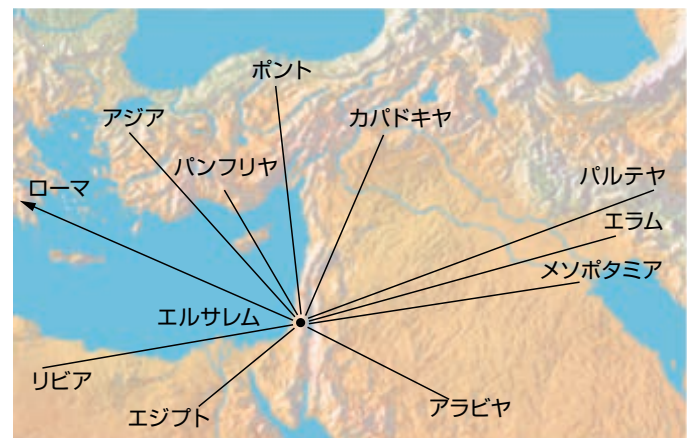 ポント
アジア
カパドキヤ
パンフリヤ
パルテヤ
ローマ
エラム
メソポタミア
エルサレム
リビア
アラビヤ
エジプト